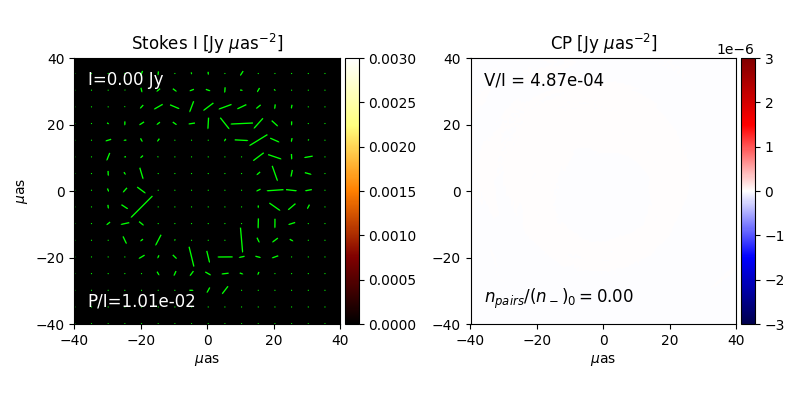 Stokes I [Jy μas⁻²]
I=0.00 Jy
P/I=1.01e-02
40
20
0
−20
−40
μas
−40 −20 0 20 40
μas
0.0030
0.0025
0.0020
0.0015
0.0010
0.0005
0.0000
CP [Jy μas⁻²]
1e-6
V/I = 4.87e-04
n_{pairs}/(n_−)_0 = 0.00
40
20
0
−20
−40
−40 −20 0 20 40
μas
3
2
1
0
−1
−2
−3